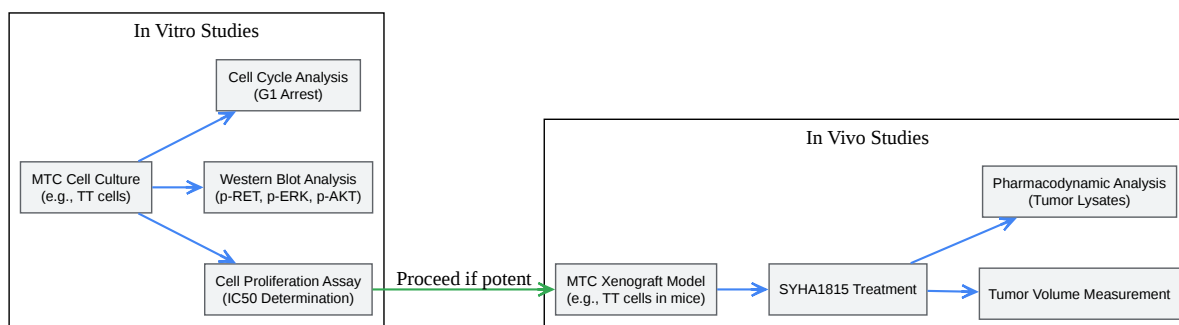 In Vitro Studies
Cell Cycle Analysis
(G1 Arrest)
MTC Cell Culture
(e.g., TT cells)
Western Blot Analysis
(p-RET, p-ERK, p-AKT)
Cell Proliferation Assay
(IC50 Determination)
Proceed if potent
In Vivo Studies
MTC Xenograft Model
(e.g., TT cells in mice)
SYHA1815 Treatment
Pharmacodynamic Analysis
(Tumor Lysates)
Tumor Volume Measurement